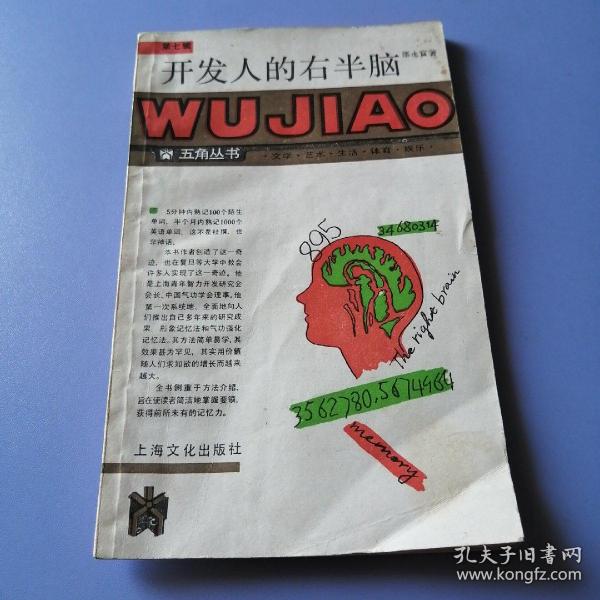 第七辑
开发人的右半脑
邵走富著
WUJIAO
五角丛书
·文学·艺术·生活·体育·娱乐·
5分钟内熟记100个陌生
单词,半个月内熟记1000个
英语单词,这不是杜撰,也
非神话。
本书作者创造了这一奇
迹,也在复旦等大学中教会
许多人实现了这一奇迹。他
是上海青年智力开发研究会
会长、中国气功学会理事。他
第一次系统地、全面地向人
们推出自己多年来的研究成
果:形象记忆法和气功强化
记忆法。其方法简单易学,其
效果甚为罕见,其实用价值
随人们求知欲的增长而越来
越大。
全书侧重于方法介绍,
旨在使读者简洁地掌握要领,
获得前所未有的记忆力。
895
34680314
The right brain
3562780.5674964
memory
上海文化出版社
孔夫子旧书网
www.kongfz.com